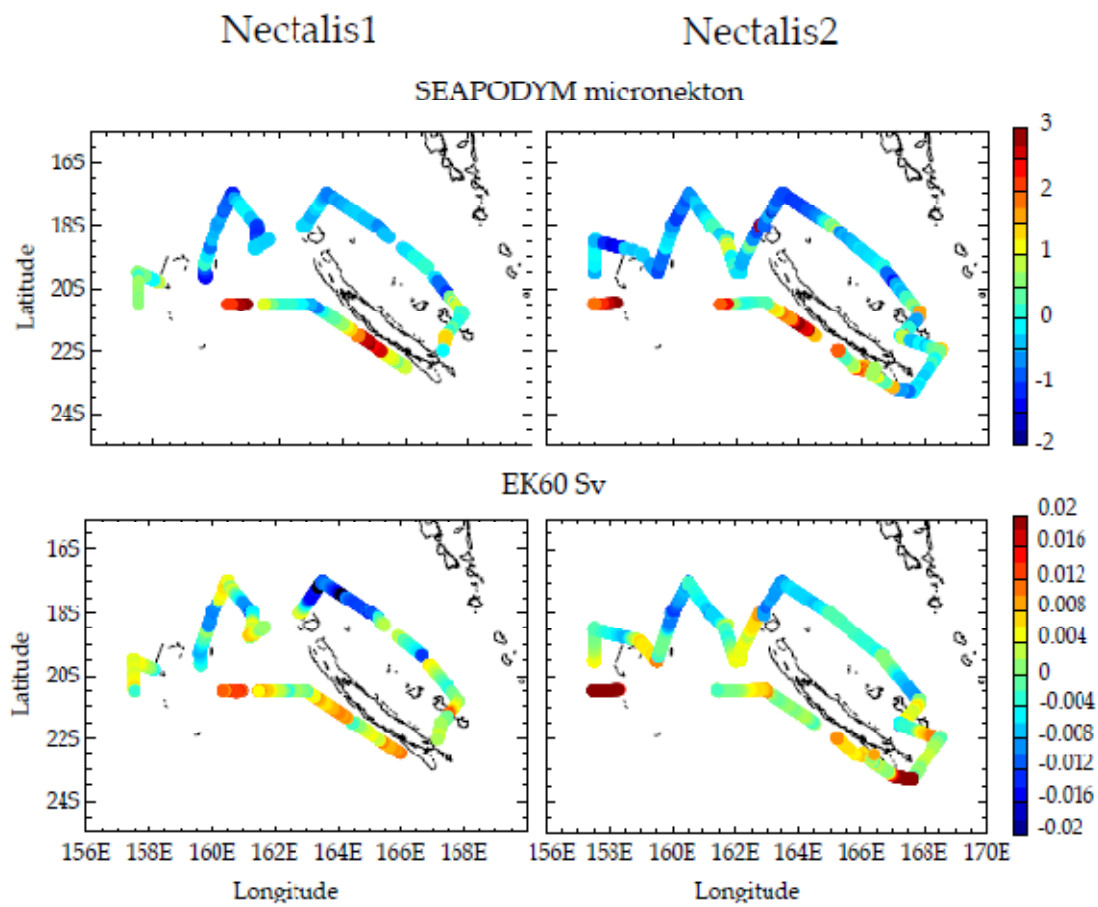 Nectalis1 Nectalis2
SEAPODYM micronekton
16S
18S
20S
22S
24S
Latitude
3
2
1
0
-1
-2
EK60 Sv
16S
18S
20S
22S
24S
Latitude
0.02
0.016
0.012
0.008
0.004
0
-0.004
-0.008
-0.012
-0.016
-0.02
156E 158E 160E 162E 164E 166E 168E 156E 158E 160E 162E 164E 166E 168E 170E
Longitude Longitude